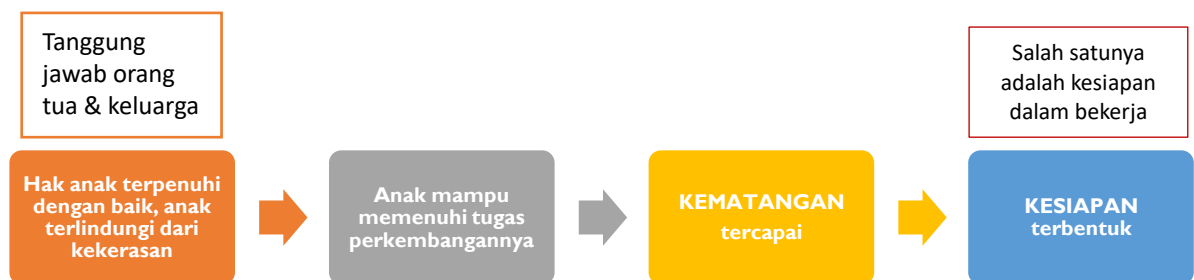 Tanggung
jawab orang
tua & keluarga
Salah satunya
adalah kesiapan
dalam bekerja
Hak anak terpenuhi
dengan baik, anak
terlindungi dari
kekerasan
Anak mampu
memenuhi tugas
perkembangannya
KEMATANGAN
tercapai
KESIAPAN
terbentuk